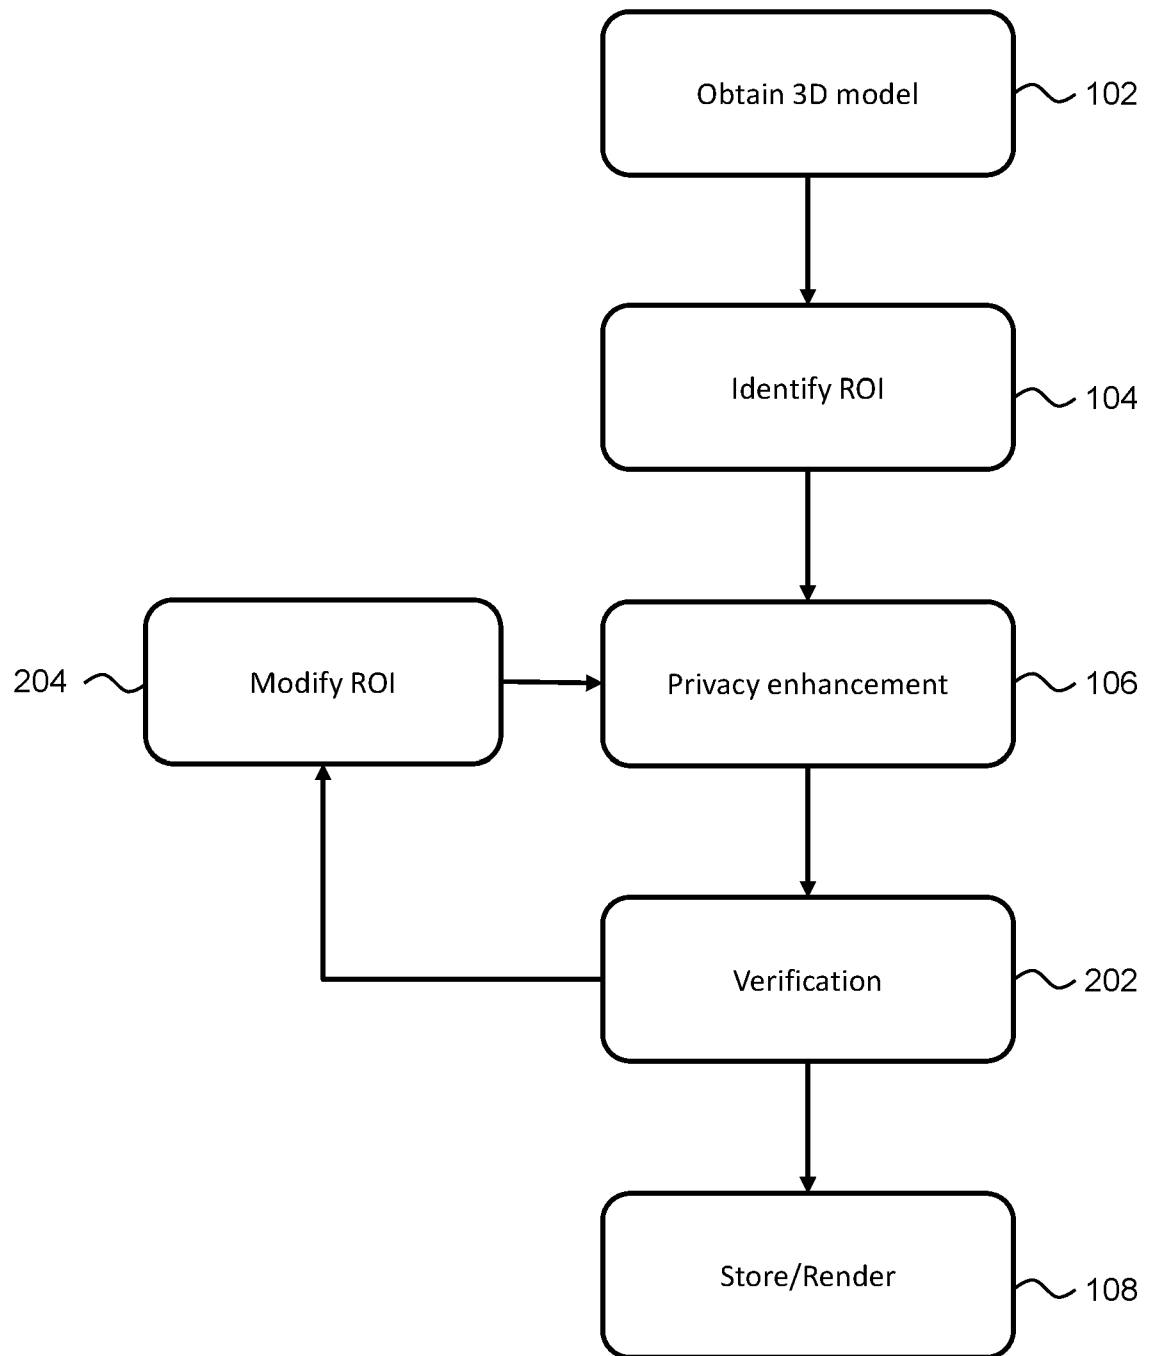 Obtain 3D model
102
Identify ROI
104
204
Modify ROI
Privacy enhancement
106
Verification
202
Store/Render
108